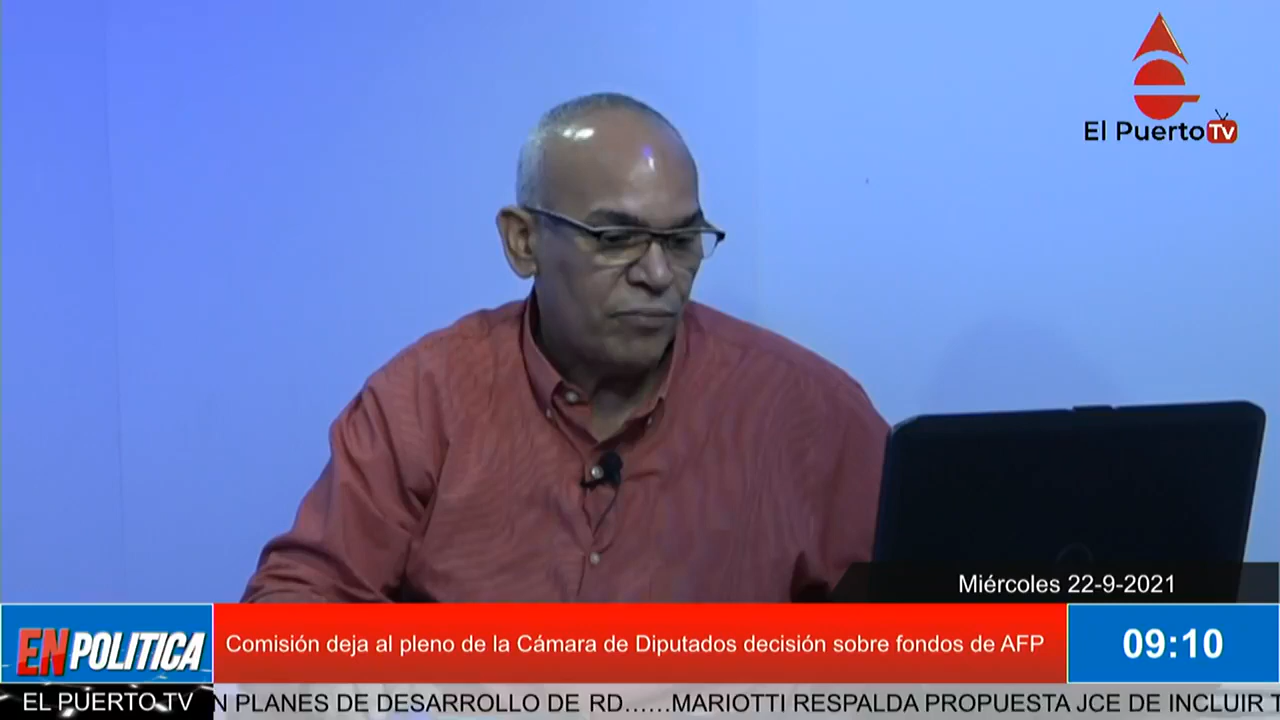 El Puerto TV
Miércoles 22-9-2021
EN POLITICA
Comisión deja al pleno de la Cámara de Diputados decisión sobre fondos de AFP
09:10
EL PUERTO TV
N PLANES DE DESARROLLO DE RD......MARIOTTI RESPALDA PROPUESTA JCE DE INCLUIR